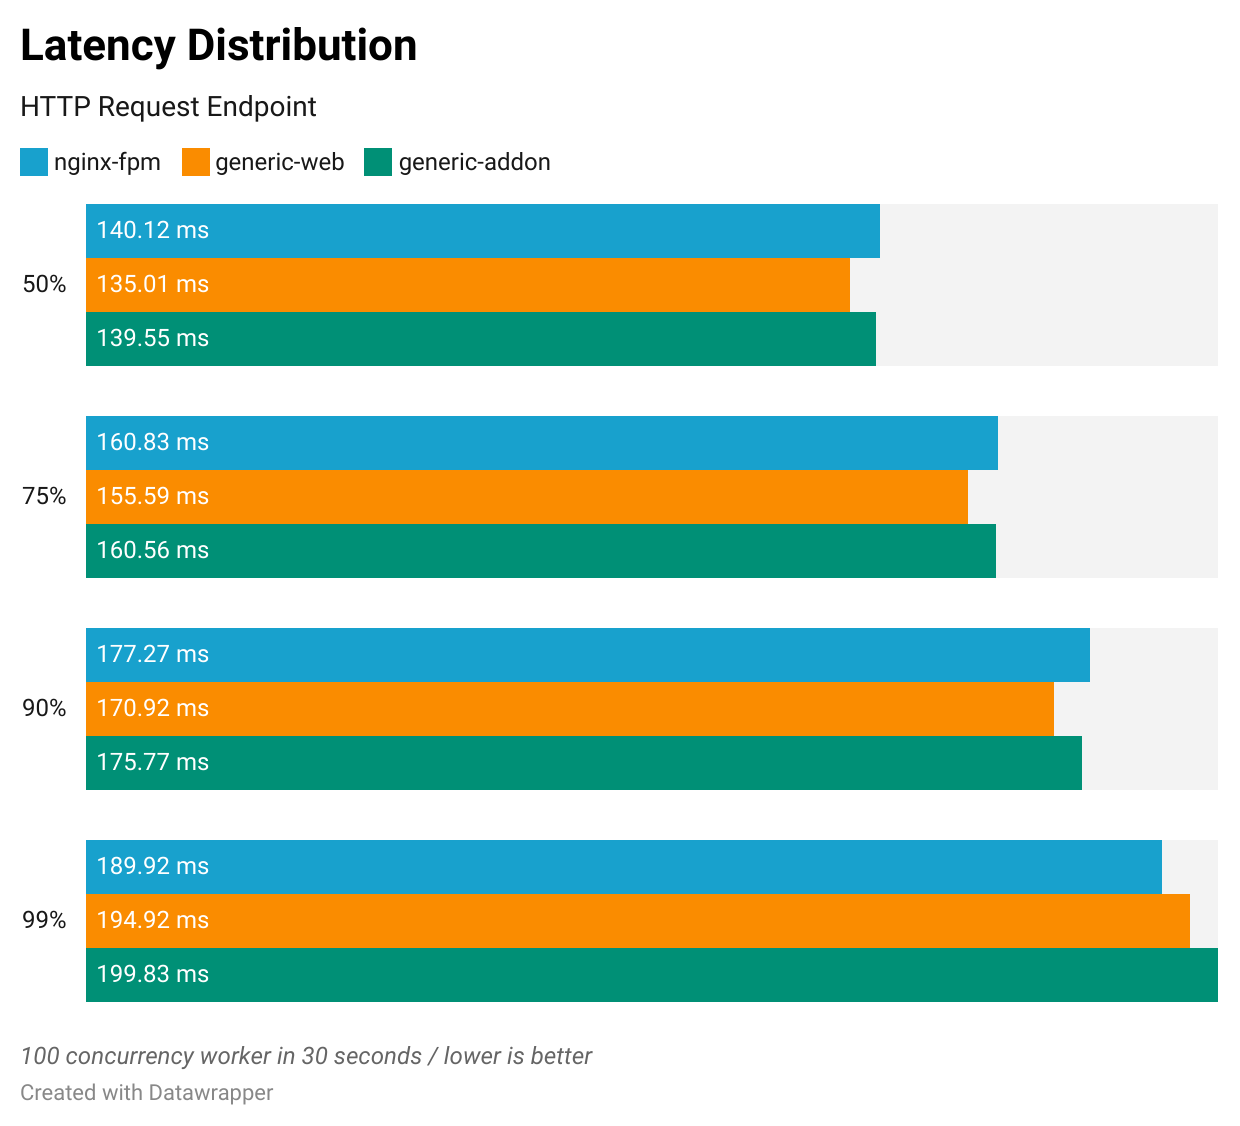 Latency Distribution
HTTP Request Endpoint
nginx-fpm generic-web generic-addon
140.12 ms
50%
135.01 ms
139.55 ms
160.83 ms
75%
155.59 ms
160.56 ms
177.27 ms
90%
170.92 ms
175.77 ms
189.92 ms
99%
194.92 ms
199.83 ms
100 concurrency worker in 30 seconds / lower is better
Created with Datawrapper